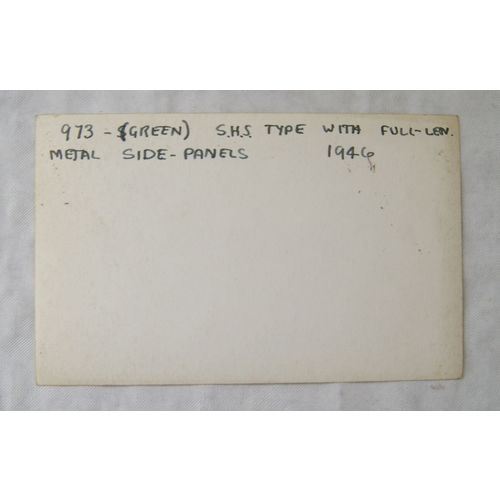 973 - (GREEN) S.H.S TYPE WITH FULL-LEN.
METAL SIDE-PANELS 1946